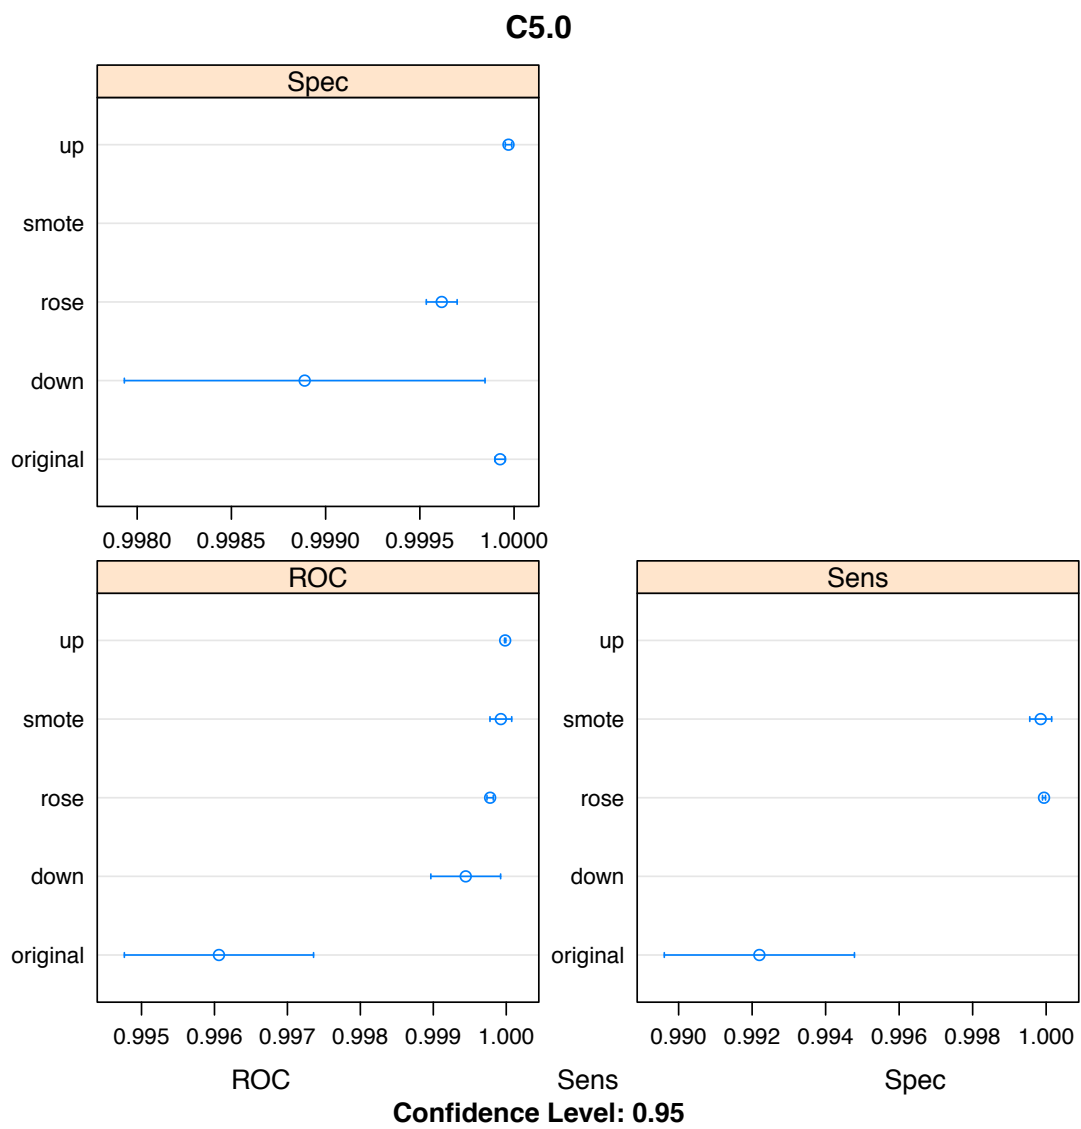 C5.0
Spec
up
smote
rose
down
original
0.9980 0.9985 0.9990 0.9995 1.0000
ROC
up
smote
rose
down
original
0.995 0.996 0.997 0.998 0.999 1.000
Sens
up
smote
rose
down
original
0.990 0.992 0.994 0.996 0.998 1.000
ROC Sens Spec
Confidence Level: 0.95